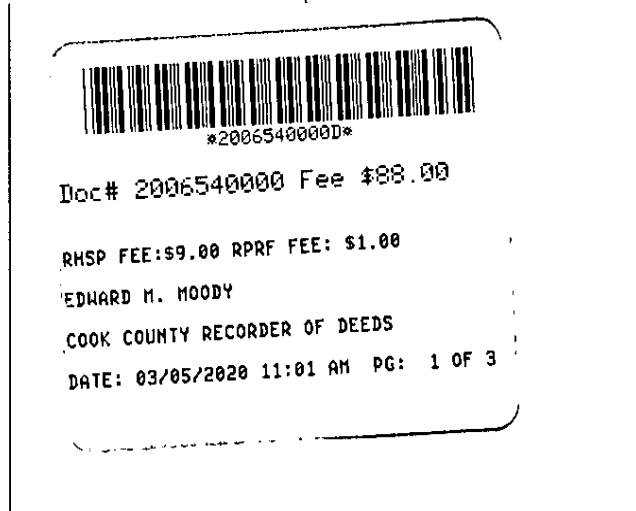 *2006540000D*
Doc# 2006540000 Fee $88.00
RHSP FEE:$9.00 RPRF FEE: $1.00
EDWARD M. MOODY
COOK COUNTY RECORDER OF DEEDS
DATE: 03/05/2020 11:01 AM PG: 1 OF 3